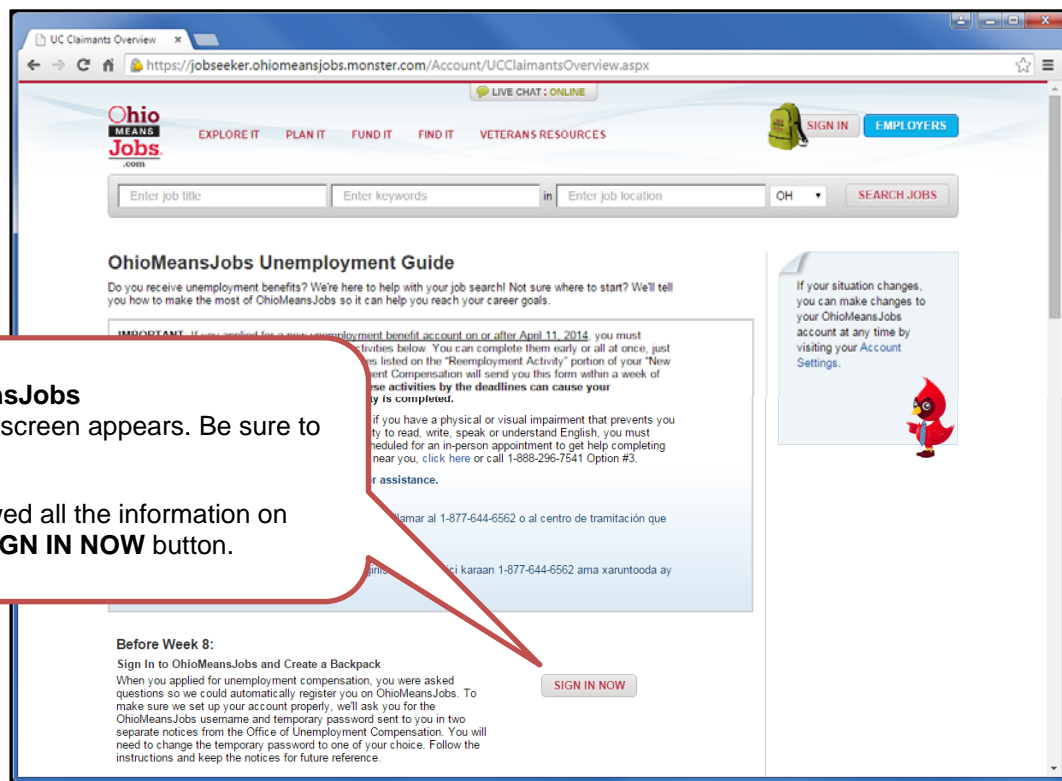 UC Claimants Overview
https://jobseeker.ohiomeansjobs.monster.com/Account/UCClaimantsOverview.aspx
LIVE CHAT : ONLINE
Ohio
MEANS
Jobs.
.com
EXPLORE IT PLAN IT FUND IT FIND IT VETERANS RESOURCES
SIGN IN EMPLOYERS
Enter job title Enter keywords in Enter job location OH SEARCH JOBS
OhioMeansJobs Unemployment Guide
Do you receive unemployment benefits? We're here to help with your job search! Not sure where to start? We'll tell
you how to make the most of OhioMeansJobs so it can help you reach your career goals.
If your situation changes,
you can make changes to
your OhioMeansJobs
account at any time by
visiting your Account
Settings.
IMPORTANT: If you applied for a new unemployment benefit account on or after April 11, 2014, you must
ctivities below. You can complete them early or all at once, just
es listed on the "Reemployment Activity" portion of your "New
ent Compensation will send you this form within a week of
ese activities by the deadlines can cause your
ty is completed.
if you have a physical or visual impairment that prevents you
ty to read, write, speak or understand English, you must
heduled for an in-person appointment to get help completing
near you, click here or call 1-888-296-7541 Option #3.
r assistance.
llamar al 1-877-644-6562 o al centro de tramitación que
ici karaan 1-877-644-6562 ama xaruntooda ay
nsJobs
screen appears. Be sure to
ved all the information on
IGN IN NOW button.
Before Week 8:
Sign In to OhioMeansJobs and Create a Backpack
When you applied for unemployment compensation, you were asked
questions so we could automatically register you on OhioMeansJobs. To
make sure we set up your account properly, we'll ask you for the
OhioMeansJobs username and temporary password sent to you in two
separate notices from the Office of Unemployment Compensation. You will
need to change the temporary password to one of your choice. Follow the
instructions and keep the notices for future reference.
SIGN IN NOW